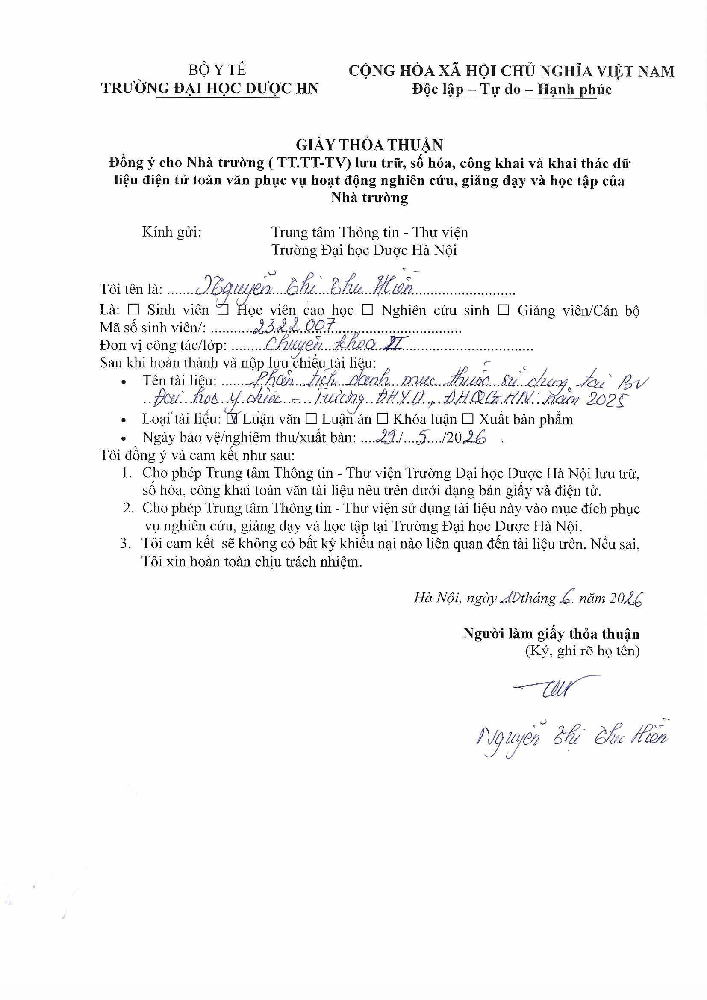 BỘ Y TẾ
TRƯỜNG ĐẠI HỌC DƯỢC HN
CỘNG HÒA XÃ HỘI CHỦ NGHĨA VIỆT NAM
Độc lập – Tự do – Hạnh phúc
GIẤY THỎA THUẬN
Đồng ý cho Nhà trường ( TT.TT-TV) lưu trữ, số hóa, công khai và khai thác dữ
liệu điện tử toàn văn phục vụ hoạt động nghiên cứu, giảng dạy và học tập của
Nhà trường
Kính gửi: Trung tâm Thông tin - Thư viện
Trường Đại học Dược Hà Nội
Tôi tên là: Nguyễn Thị Thu Hiền
Là: ☐ Sinh viên ☐ Học viên cao học ☐ Nghiên cứu sinh ☐ Giảng viên/Cán bộ
Mã số sinh viên/: 2322007
Đơn vị công tác/lớp: Chuyên khoa II
Sau khi hoàn thành và nộp lưu chiểu tài liệu:
• Tên tài liệu: Phân tích danh mục thuốc sử dụng tại BV
Đại học Y dược - Trường ĐHYD, ĐHQGHN năm 2025
• Loại tài liệu: ☑ Luận văn ☐ Luận án ☐ Khóa luận ☐ Xuất bản phẩm
• Ngày bảo vệ/nghiệm thu/xuất bản: 29/5/2026
Tôi đồng ý và cam kết như sau:
1. Cho phép Trung tâm Thông tin - Thư viện Trường Đại học Dược Hà Nội lưu trữ,
số hóa, công khai toàn văn tài liệu nêu trên dưới dạng bản giấy và điện tử.
2. Cho phép Trung tâm Thông tin - Thư viện sử dụng tài liệu này vào mục đích phục
vụ nghiên cứu, giảng dạy và học tập tại Trường Đại học Dược Hà Nội.
3. Tôi cam kết sẽ không có bất kỳ khiếu nại nào liên quan đến tài liệu trên. Nếu sai,
Tôi xin hoàn toàn chịu trách nhiệm.
Hà Nội, ngày 10 tháng 6 năm 2026
Người làm giấy thỏa thuận
(Ký, ghi rõ họ tên)
Nguyễn Thị Thu Hiền